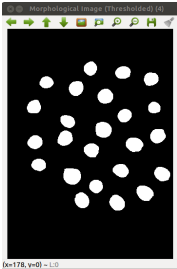 Morphological Image (Thresholded) (4)
(x=178, y=0) ~ L:0